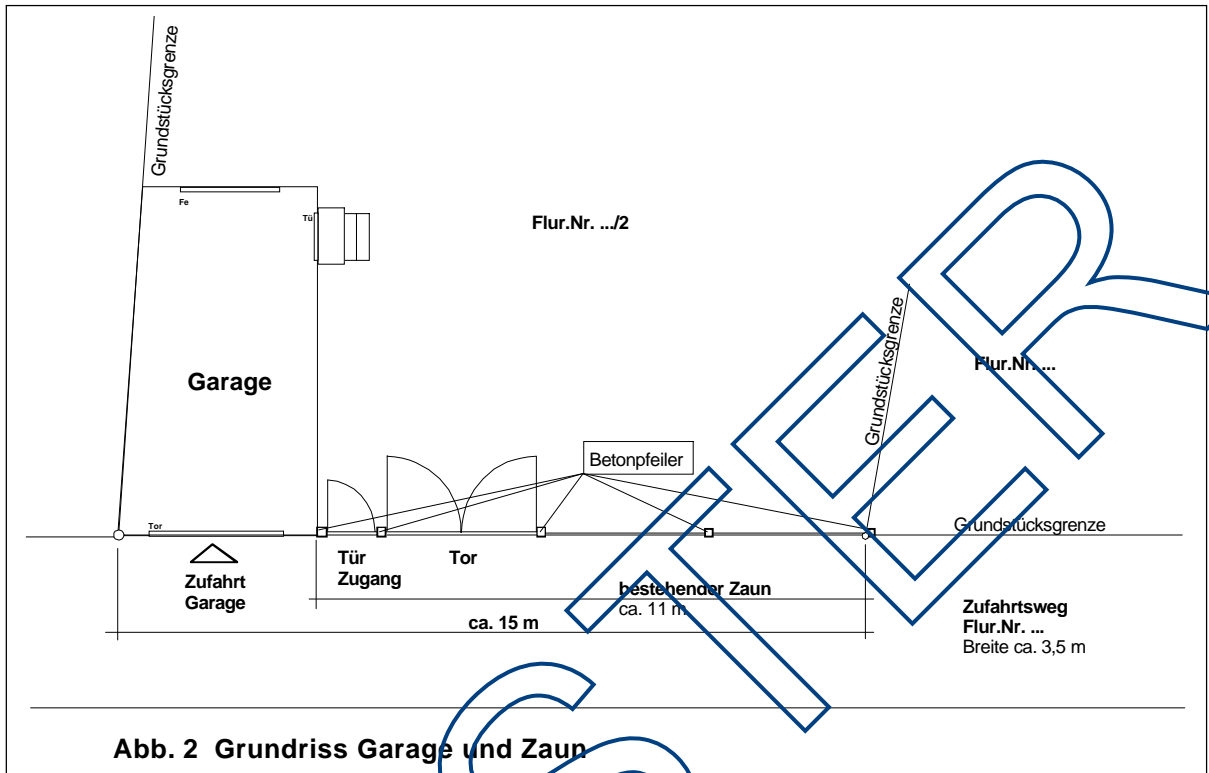 Grundstücksgrenze
Fe
Tü
Flur.Nr. .../2
Grundstücksgrenze
Flur.Nr. ...
Garage
Betonpfeiler
Tor
Grundstücksgrenze
Zufahrt
Garage
Tür
Zugang
Tor
bestehender Zaun
ca. 11 m
ca. 15 m
Zufahrtsweg
Flur.Nr. ...
Breite ca. 3,5 m
Abb. 2 Grundriss Garage und Zaun
STER